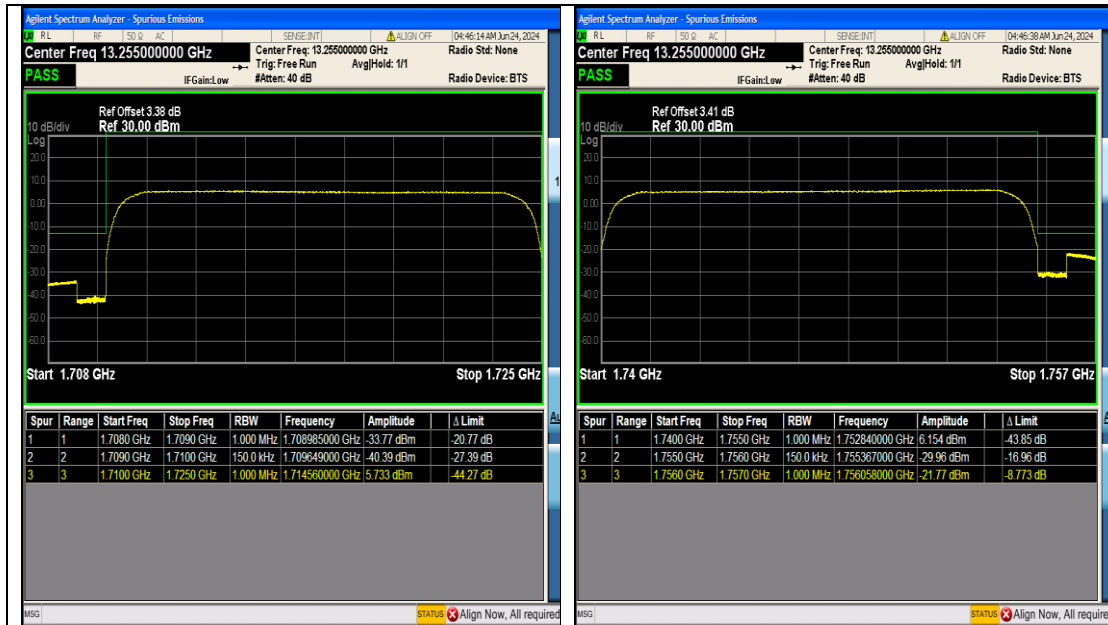 Agilent Spectrum Analyzer - Spurious Emissions
RL RF 50 Ω AC SENSE:INT ALIGN OFF 04:46:14 AM Jun 24, 2024
Center Freq 13.255000000 GHz Center Freq: 13.255000000 GHz Radio Std: None
Trig: Free Run Avg|Hold: 1/1
PASS IFGain:Low #Atten: 40 dB Radio Device: BTS
Ref Offset 3.38 dB
10 dB/div Ref 30.00 dBm
Log
20.0
10.0
0.00
-10.0
-20.0
-30.0
-40.0
-50.0
-60.0
Start 1.708 GHz Stop 1.725 GHz
Spur Range Start Freq Stop Freq RBW Frequency Amplitude Δ Limit
1 1 1.7080 GHz 1.7090 GHz 1.000 MHz 1.708985000 GHz -33.77 dBm -20.77 dB
2 2 1.7090 GHz 1.7100 GHz 150.0 kHz 1.709649000 GHz -40.39 dBm -27.39 dB
3 3 1.7100 GHz 1.7250 GHz 1.000 MHz 1.714560000 GHz 5.733 dBm -44.27 dB
MSG STATUS Align Now, All required
Agilent Spectrum Analyzer - Spurious Emissions
RL RF 50 Ω AC SENSE:INT ALIGN OFF 04:46:38 AM Jun 24, 2024
Center Freq 13.255000000 GHz Center Freq: 13.255000000 GHz Radio Std: None
Trig: Free Run Avg|Hold: 1/1
PASS IFGain:Low #Atten: 40 dB Radio Device: BTS
Ref Offset 3.41 dB
10 dB/div Ref 30.00 dBm
Log
20.0
10.0
0.00
-10.0
-20.0
-30.0
-40.0
-50.0
-60.0
Start 1.74 GHz Stop 1.757 GHz
Spur Range Start Freq Stop Freq RBW Frequency Amplitude Δ Limit
1 1 1.7400 GHz 1.7550 GHz 1.000 MHz 1.752840000 GHz 6.154 dBm -43.85 dB
2 2 1.7550 GHz 1.7560 GHz 150.0 kHz 1.755367000 GHz -29.96 dBm -16.96 dB
3 3 1.7560 GHz 1.7570 GHz 1.000 MHz 1.756058000 GHz -21.77 dBm -8.773 dB
MSG STATUS Align Now, All require